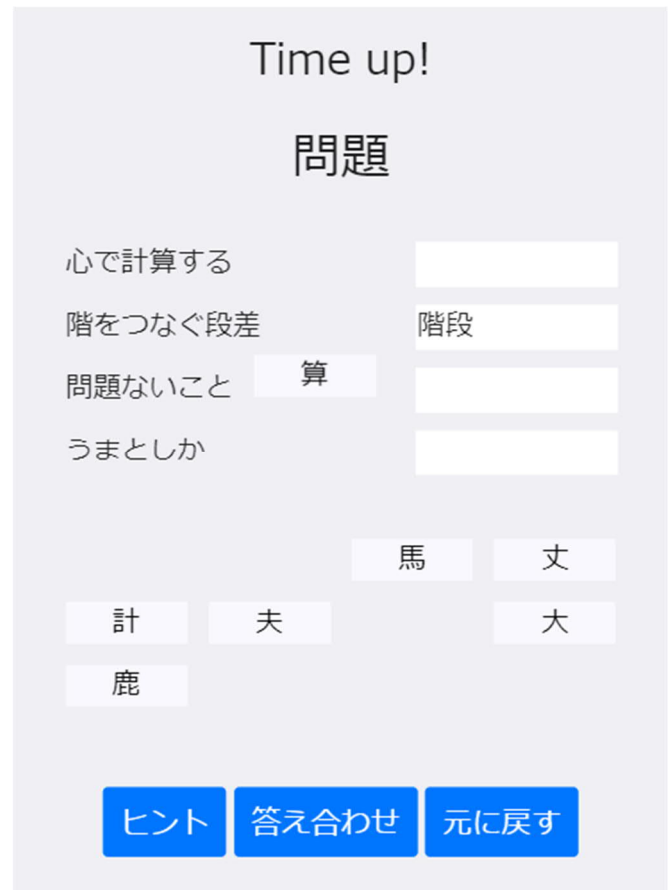 Time up!
問題
心で計算する
階をつなぐ段差 階段
算
問題ないこと
うまとしか
馬 丈
計 夫 大
鹿
ヒント 答え合わせ 元に戻す